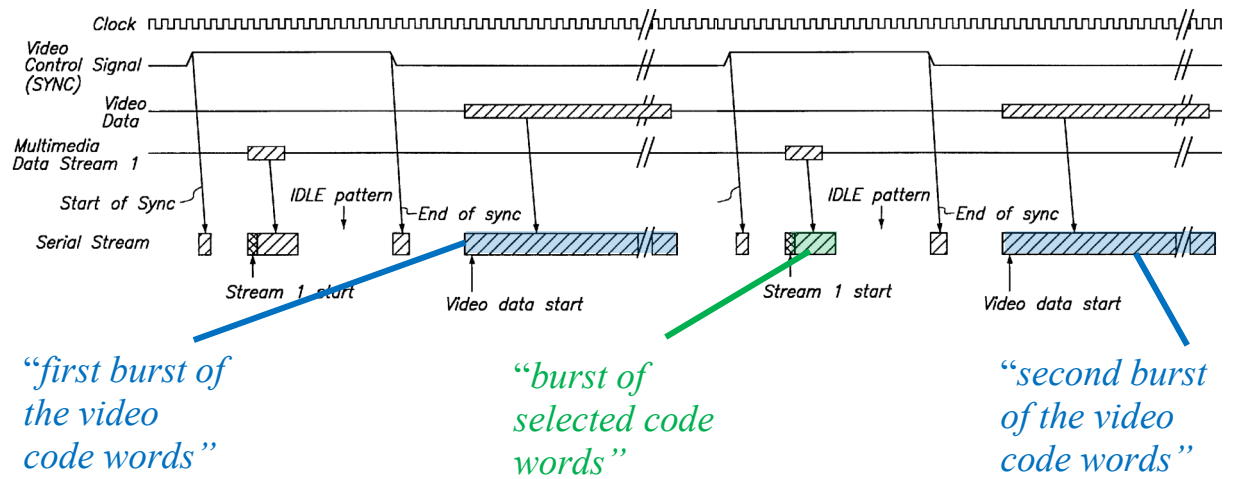 Clock
Video
Control Signal
(SYNC)
Video
Data
Multimedia
Data Stream 1
Start of Sync
IDLE pattern
End of sync
IDLE pattern
End of sync
Serial Stream
Stream 1 start
Video data start
Stream 1 start
Video data start
“first burst of
the video
code words”
“burst of
selected code
words”
“second burst
of the video
code words”